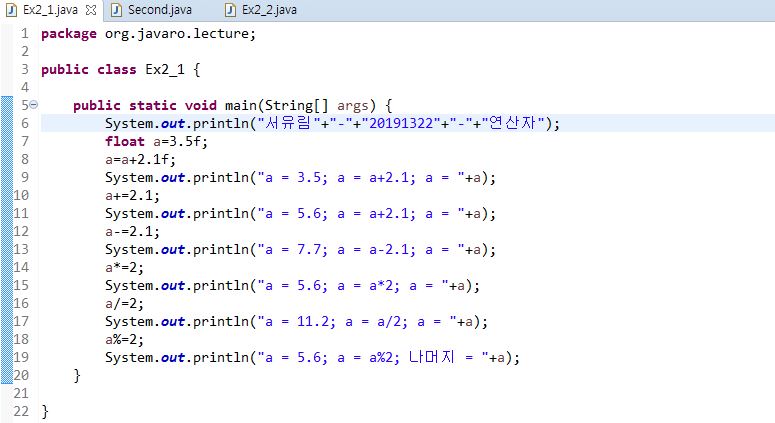 Ex2_1.java Second.java Ex2_2.java
1 package org.javaro.lecture;
2
3 public class Ex2_1 {
4
5 public static void main(String[] args) {
6 System.out.println("서유림"+"-"+"20191322"+"-"+"연산자");
7 float a=3.5f;
8 a=a+2.1f;
9 System.out.println("a = 3.5; a = a+2.1; a = "+a);
10 a+=2.1;
11 System.out.println("a = 5.6; a = a+2.1; a = "+a);
12 a-=2.1;
13 System.out.println("a = 7.7; a = a-2.1; a = "+a);
14 a*=2;
15 System.out.println("a = 5.6; a = a*2; a = "+a);
16 a/=2;
17 System.out.println("a = 11.2; a = a/2; a = "+a);
18 a%=2;
19 System.out.println("a = 5.6; a = a%2; 나머지 = "+a);
20 }
21
22 }